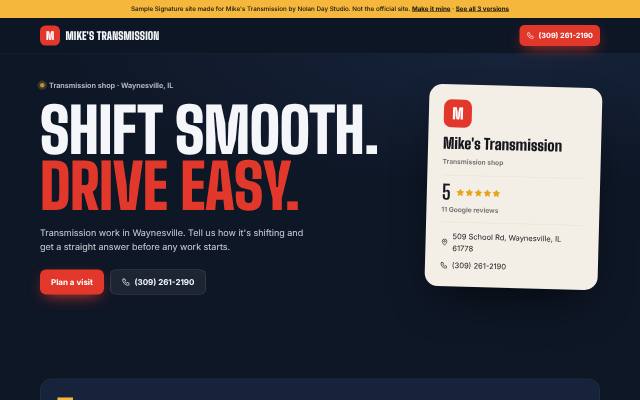 Sample Signature site made for Mike's Transmission by Nolan Day Studio. Not the official site. Make it mine · See all 3 versions
M MIKE'S TRANSMISSION
(309) 261-2190
Transmission shop · Waynesville, IL
SHIFT SMOOTH.
DRIVE EASY.
Transmission work in Waynesville. Tell us how it's shifting and
get a straight answer before any work starts.
Plan a visit
(309) 261-2190
M
Mike's Transmission
Transmission shop
5 ★★★★★
11 Google reviews
509 School Rd, Waynesville, IL
61778
(309) 261-2190